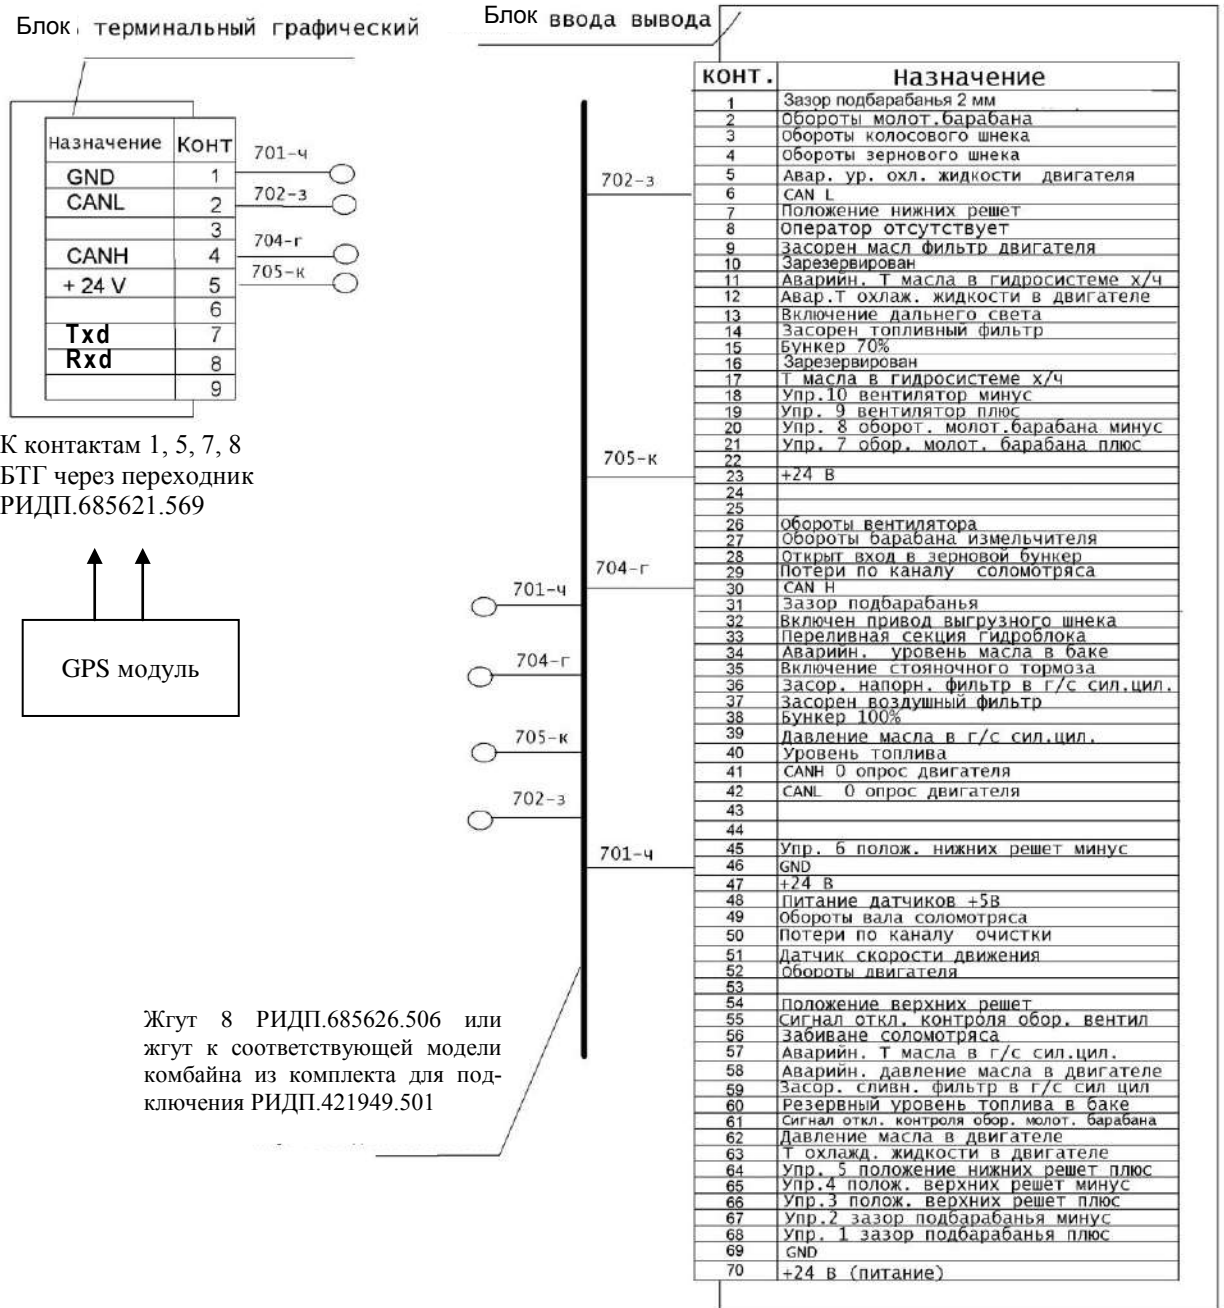 Блок терминальный графический
Назначение Конт
GND 1
CANL 2
3
CANH 4
+ 24 V 5
6
Txd 7
Rxd 8
9
701-ч
702-з
704-г
705-к
К контактам 1, 5, 7, 8
БТГ через переходник
РИДП.685621.569
GPS модуль
701-ч
704-г
705-к
702-з
Жгут 8 РИДП.685626.506 или
жгут к соответствующей модели
комбайна из комплекта для под-
ключения РИДП.421949.501
702-з
705-к
704-г
701-ч
Блок ввода вывода
КОНТ. Назначение
1 Зазор подбарабанья 2 мм
2 Обороты молот.барабана
3 Обороты колосового шнека
4 Обороты зернового шнека
5 Авар. ур. охл. жидкости двигателя
6 CAN L
7 Положение нижних решет
8 Оператор отсутствует
9 Засорен масл фильтр двигателя
10 Зарезервирован
11 Аварийн. Т масла в гидросистеме х/ч
12 Авар.Т охлаж. жидкости в двигателе
13 Включение дальнего света
14 Засорен топливный фильтр
15 Бункер 70%
16 Зарезервирован
17 Т масла в гидросистеме х/ч
18 Упр.10 вентилятор минус
19 Упр. 9 вентилятор плюс
20 Упр. 8 оборот. молот.барабана минус
21 Упр. 7 обор. молот. барабана плюс
22
23 +24 В
24
25
26 Обороты вентилятора
27 Обороты барабана измельчителя
28 Открыт вход в зерновой бункер
29 Потери по каналу соломотряса
30 CAN H
31 Зазор подбарабанья
32 Включен привод выгрузного шнека
33 Переливная секция гидроблока
34 Аварийн. уровень масла в баке
35 Включение стояночного тормоза
36 Засор. напорн. фильтр в г/с сил.цил.
37 Засорен воздушный фильтр
38 Бункер 100%
39 Давление масла в г/с сил.цил.
40 Уровень топлива
41 CANH 0 опрос двигателя
42 CANL 0 опрос двигателя
43
44
45 Упр. 6 полож. нижних решет минус
46 GND
47 +24 В
48 Питание датчиков +5В
49 Обороты вала соломотряса
50 Потери по каналу очистки
51 Датчик скорости движения
52 Обороты двигателя
53
54 Положение верхних решет
55 Сигнал откл. контроля обор. вентил
56 Забиване соломотряса
57 Аварийн. Т масла в г/с сил.цил.
58 Аварийн. давление масла в двигателе
59 Засор. сливн. фильтр в г/с сил цил
60 Резервный уровень топлива в баке
61 Сигнал откл. контроля обор. молот. барабана
62 Давление масла в двигателе
63 Т охлажд. жидкости в двигателе
64 Упр. 5 положение нижних решет плюс
65 Упр.4 полож. верхних решет минус
66 Упр.3 полож. верхних решет плюс
67 Упр.2 зазор подбарабанья минус
68 Упр. 1 зазор подбарабанья плюс
69 GND
70 +24 В (питание)